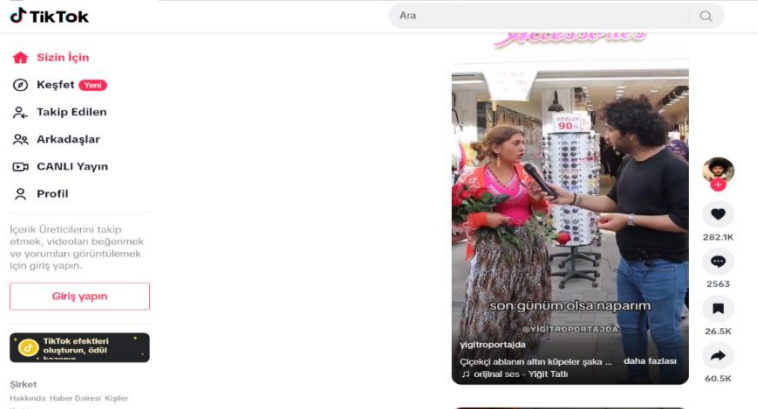 TikTok
Ara
Sizin İçin
Keşfet Yeni
Takip Edilen
Arkadaşlar
CANLI Yayın
Profil
İçerik Üreticilerini takip
etmek, videoları beğenmek
ve yorumları görüntülemek
için giriş yapın.
Giriş yapın
TikTok efektleri
oluşturun, ödül
Şirket
Hakkında Haber Dairesi Kişiler
90
son günüm olsa naparım
@YIGITROPORTAJDA
yigitroportajda
Çiçekçi ablanın altın küpeler şaka ... daha fazlası
orijinal ses - Yiğit Tatlı
282.1K
2563
26.5K
60.5K